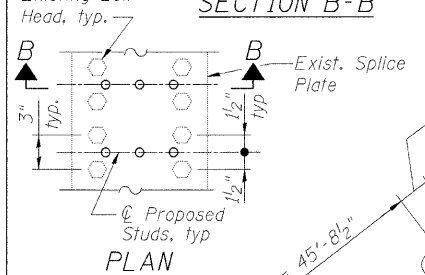 SECTION B-B
Head, typ.
B
B
Exist. Splice
Plate
3"
typ.
1½"
typ
1½"
℄ Proposed
Studs, typ
PLAN
45'-8½"